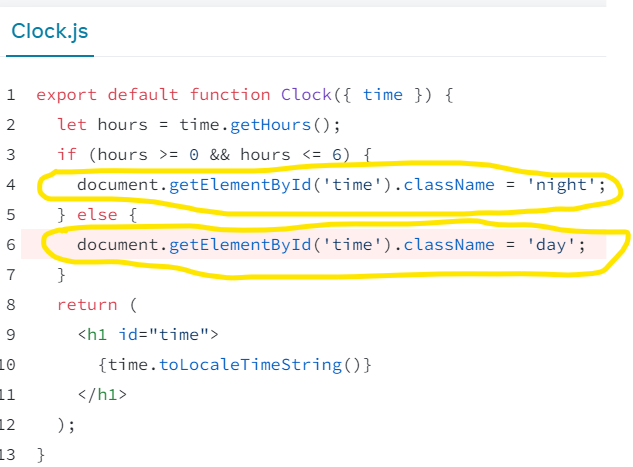 Clock.js
1 export default function Clock({ time }) {
2 let hours = time.getHours();
3 if (hours >= 0 && hours <= 6) {
4 document.getElementById('time').className = 'night';
5 } else {
6 document.getElementById('time').className = 'day';
7 }
8 return (
9 <h1 id="time">
10 {time.toLocaleTimeString()}
11 </h1>
12 );
13 }